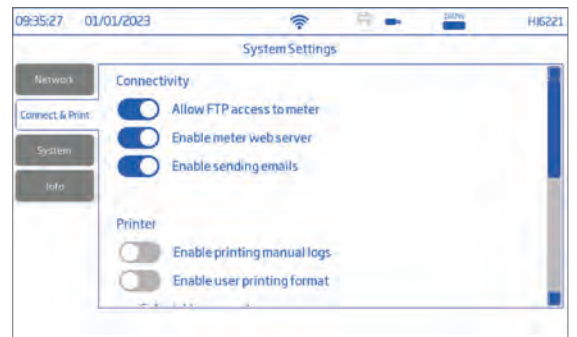 09:35:27 01/01/2023 100% HI6221
System Settings
Network
Connect & Print
System
Info
Connectivity
Allow FTP access to meter
Enable meter web server
Enable sending emails
Printer
Enable printing manual logs
Enable user printing format